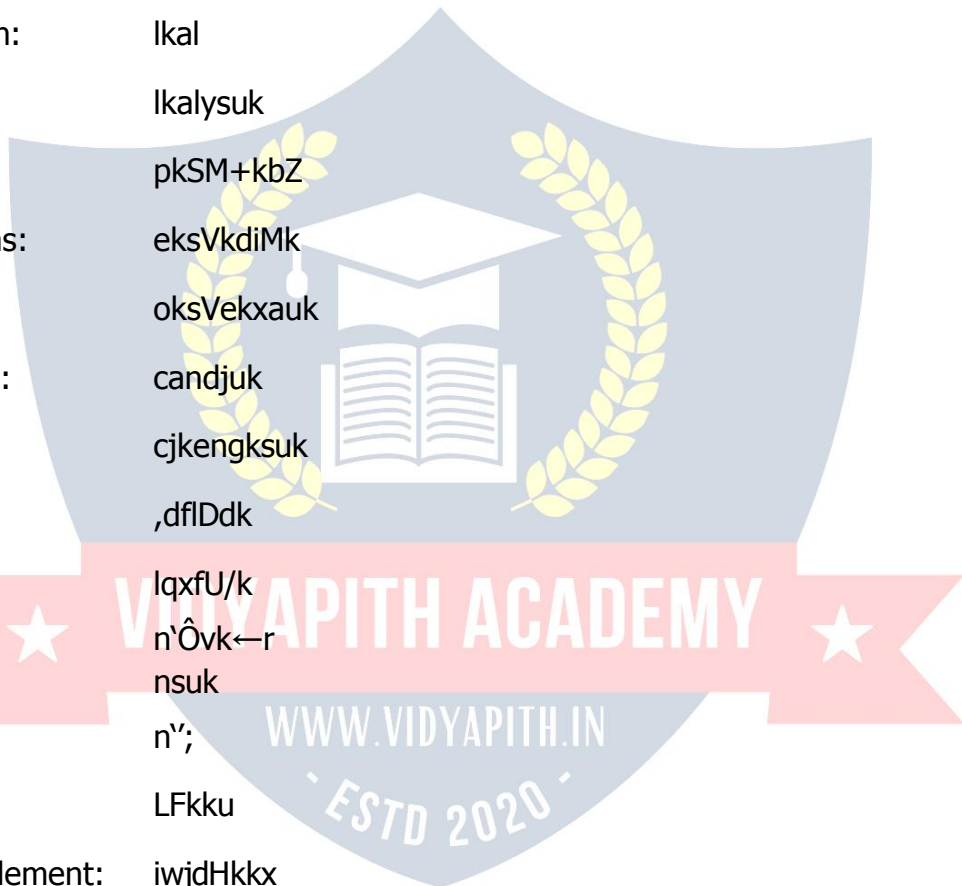 n: lkal
lkalysuk
pkSM+kbZ
ns: eksVkdiMk
oksVekxauk
: candjuk
cjkengksuk
,dflDdk
lqxfU/k
n‵Ôvk←r
nsuk
n‵′;
LFkku
lement: iwjdHkkx
VIDYAPITH ACADEMY
WWW.VIDYAPITH.IN
- ESTD 2020 -